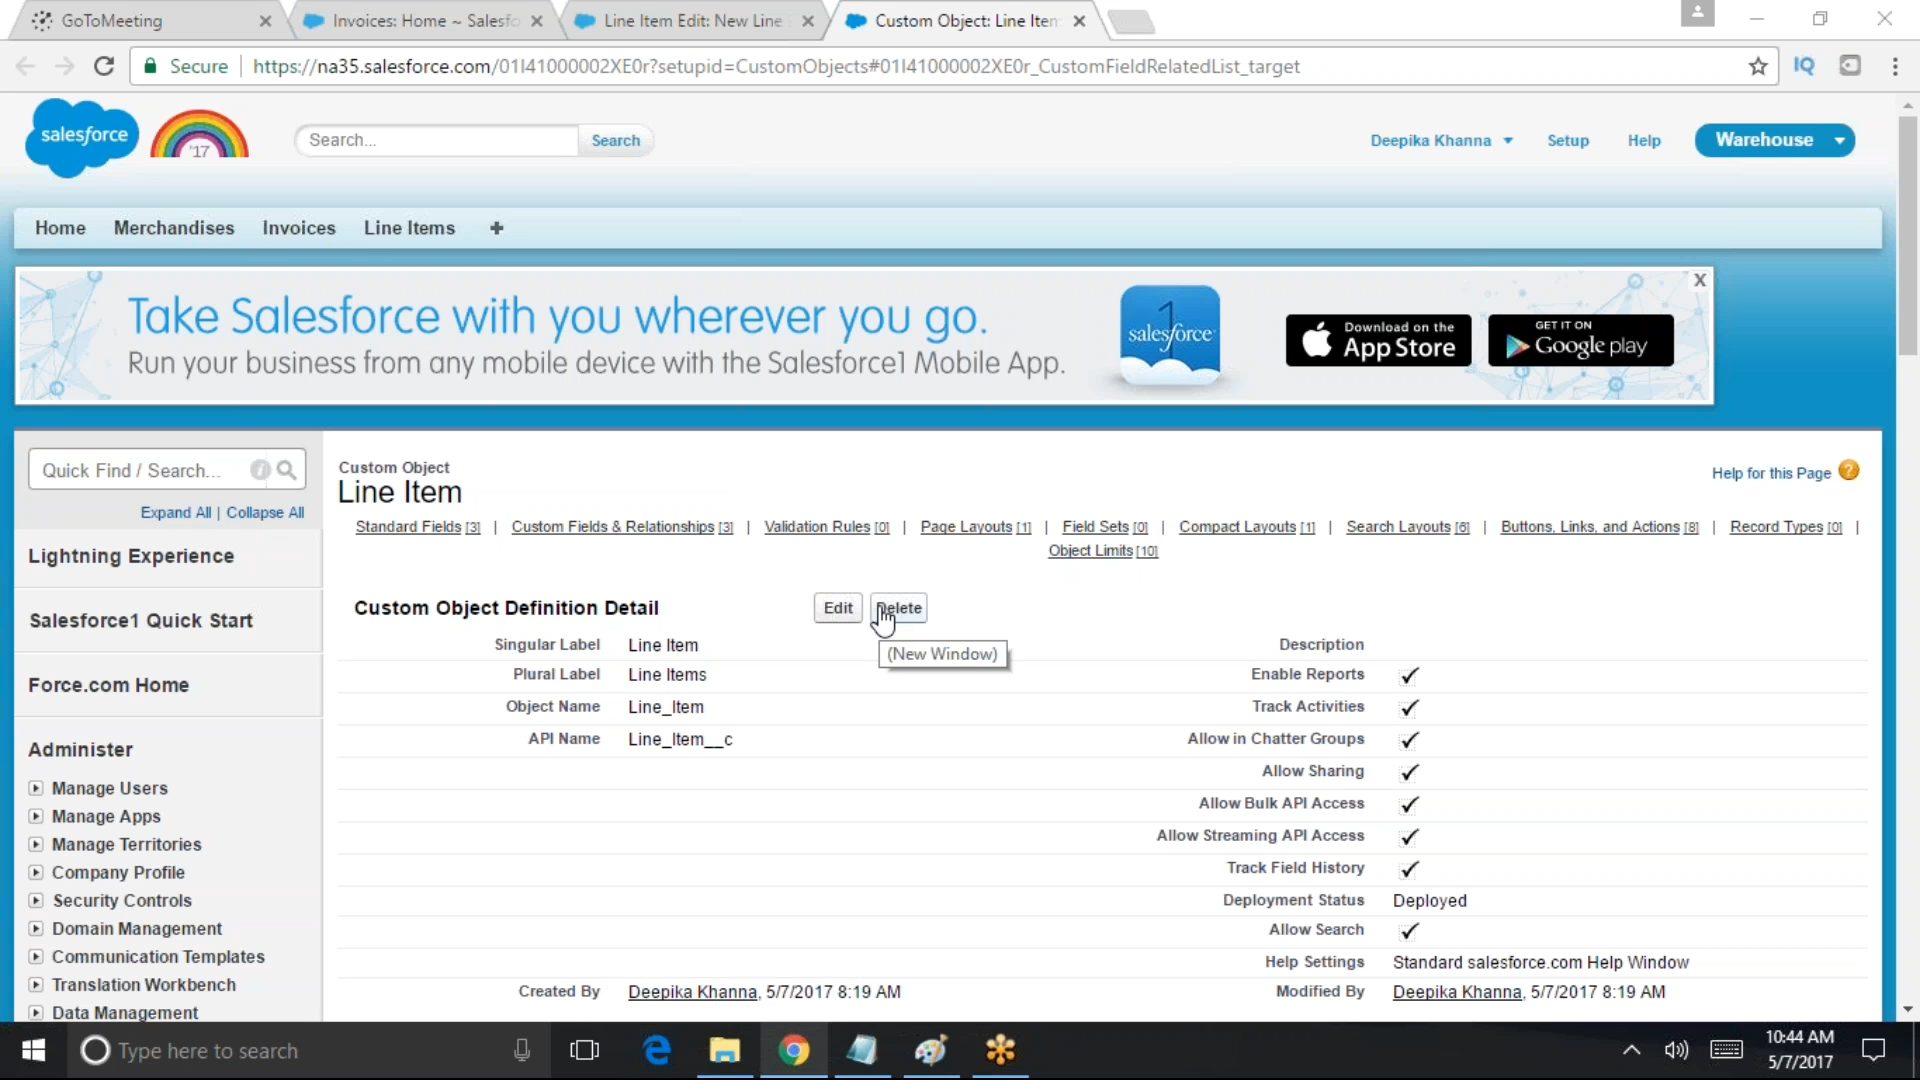 GoToMeeting
Invoices: Home ~ Salesfo
Line Item Edit: New Line
Custom Object: Line Item
Secure
https://na35.salesforce.com/01I41000002XE0r?setupid=CustomObjects#01I41000002XE0r_CustomFieldRelatedList_target
IQ
salesforce
'17
Search...
Search
Deepika Khanna
Setup
Help
Warehouse
Home
Merchandises
Invoices
Line Items
+
Take Salesforce with you wherever you go.
Run your business from any mobile device with the Salesforce1 Mobile App.
1
salesforce
Download on the
App Store
GET IT ON
Google play
X
Quick Find / Search...
Expand All | Collapse All
Lightning Experience
Salesforce1 Quick Start
Force.com Home
Administer
Manage Users
Manage Apps
Manage Territories
Company Profile
Security Controls
Domain Management
Communication Templates
Translation Workbench
Data Management
Custom Object
Line Item
Help for this Page ?
Standard Fields [3] | Custom Fields & Relationships [3] | Validation Rules [0] | Page Layouts [1] | Field Sets [0] | Compact Layouts [1] | Search Layouts [6] | Buttons, Links, and Actions [8] | Record Types [0] |
Object Limits [10]
Custom Object Definition Detail
Edit
Delete
(New Window)
Singular Label Line Item
Description
Plural Label Line Items
Enable Reports ✓
Object Name Line_Item
Track Activities ✓
API Name Line_Item__c
Allow in Chatter Groups ✓
Allow Sharing ✓
Allow Bulk API Access ✓
Allow Streaming API Access ✓
Track Field History ✓
Deployment Status Deployed
Allow Search ✓
Help Settings Standard salesforce.com Help Window
Created By Deepika Khanna, 5/7/2017 8:19 AM
Modified By Deepika Khanna, 5/7/2017 8:19 AM
Type here to search
10:44 AM
5/7/2017